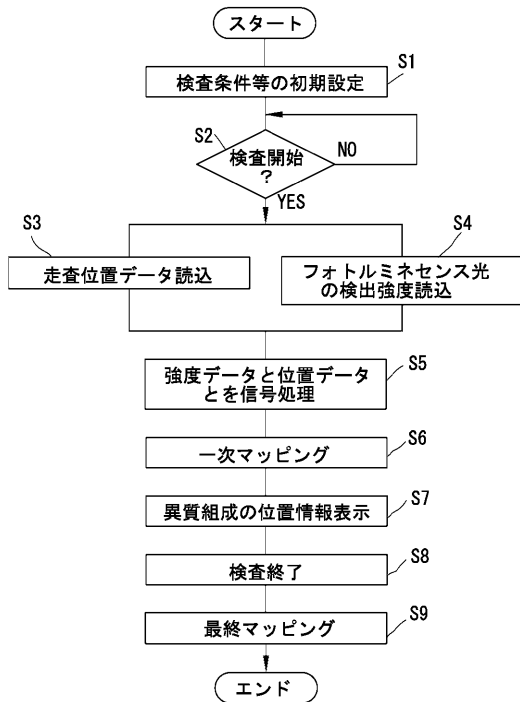 スタート
S1
検査条件等の初期設定
S2
検査開始
?
NO
YES
S3
走査位置データ読込
S4
フォトルミネセンス光
の検出強度読込
S5
強度データと位置データ
とを信号処理
S6
一次マッピング
S7
異質組成の位置情報表示
S8
検査終了
S9
最終マッピング
エンド